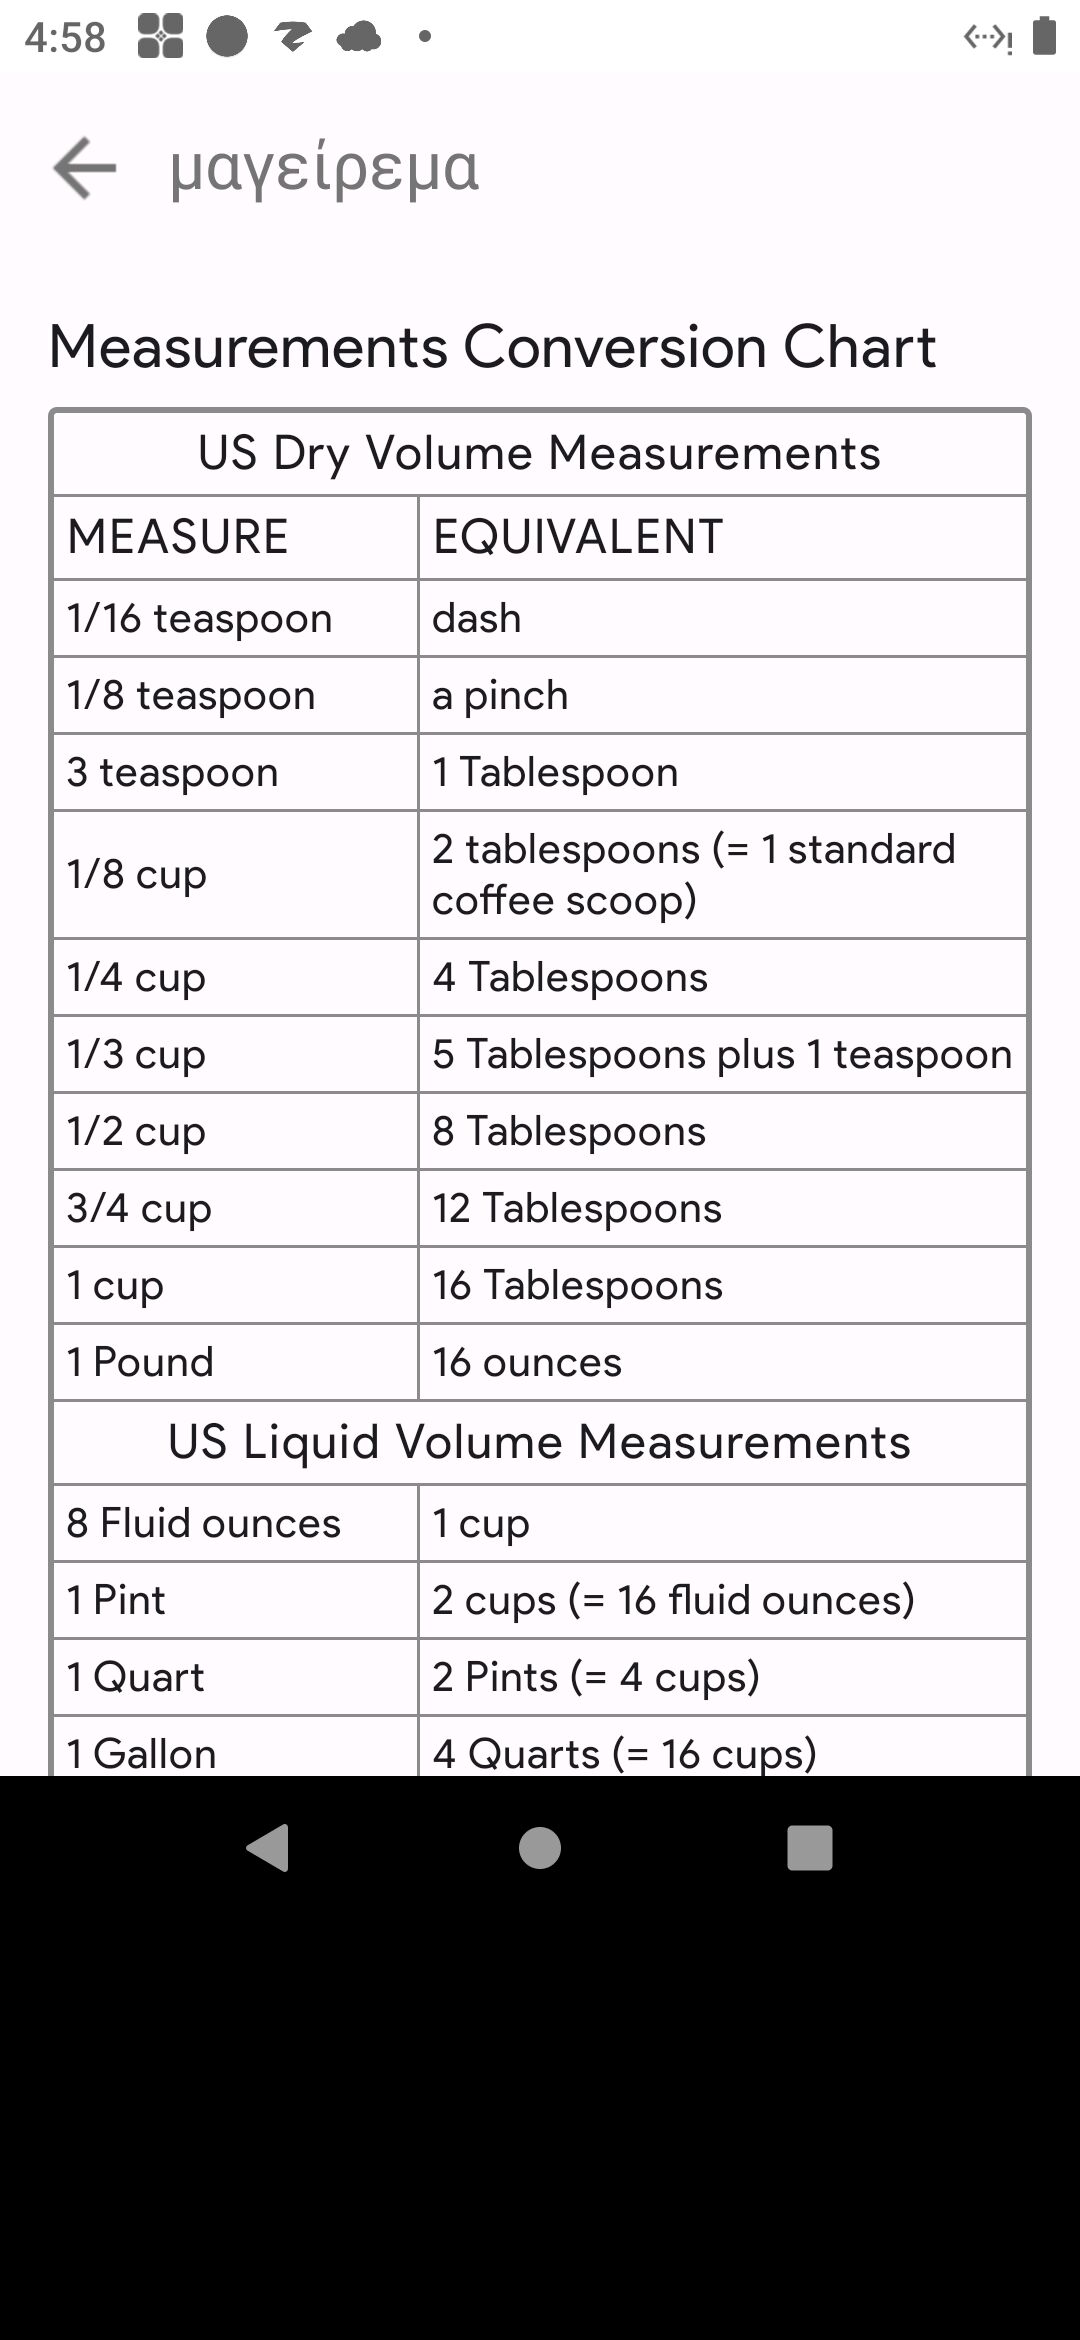 4:58
μαγείρεμα
Measurements Conversion Chart
US Dry Volume Measurements
MEASURE EQUIVALENT
1/16 teaspoon dash
1/8 teaspoon a pinch
3 teaspoon 1 Tablespoon
1/8 cup 2 tablespoons (= 1 standard
coffee scoop)
1/4 cup 4 Tablespoons
1/3 cup 5 Tablespoons plus 1 teaspoon
1/2 cup 8 Tablespoons
3/4 cup 12 Tablespoons
1 cup 16 Tablespoons
1 Pound 16 ounces
US Liquid Volume Measurements
8 Fluid ounces 1 cup
1 Pint 2 cups (= 16 fluid ounces)
1 Quart 2 Pints (= 4 cups)
1 Gallon 4 Quarts (= 16 cups)